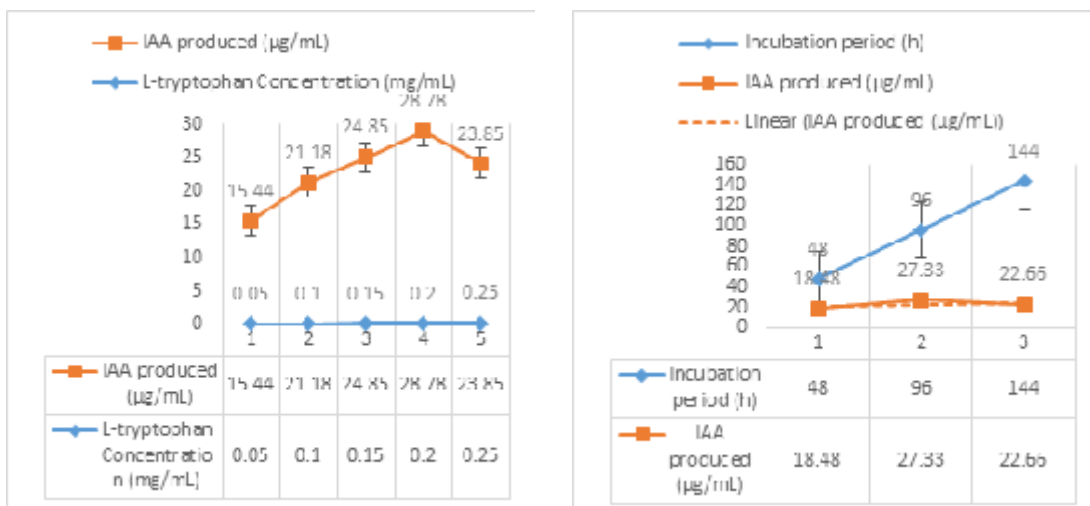 IAA produced (µg/mL)
L-tryptophan Concentration (mg/mL)
28.78
30
25
20
15
10
5
0
15.44
21.18
24.85
23.85
0.05 0.1 0.15 0.2 0.25
1 2 3 4 5
IAA produced
(µg/mL)
15.44 21.18 24.85 28.78 23.85
L-tryptophan
Concentratio
n (mg/mL)
0.05 0.1 0.15 0.2 0.25
Incubation period (h)
IAA produced (µg/mL)
Linear (IAA produced (µg/mL))
160
140
120
100
80
60
40
20
0
48
96
144
18.48
27.33
22.66
1 2 3
Incubation
period (h)
48 96 144
IAA
produced
(µg/mL)
18.48 27.33 22.66